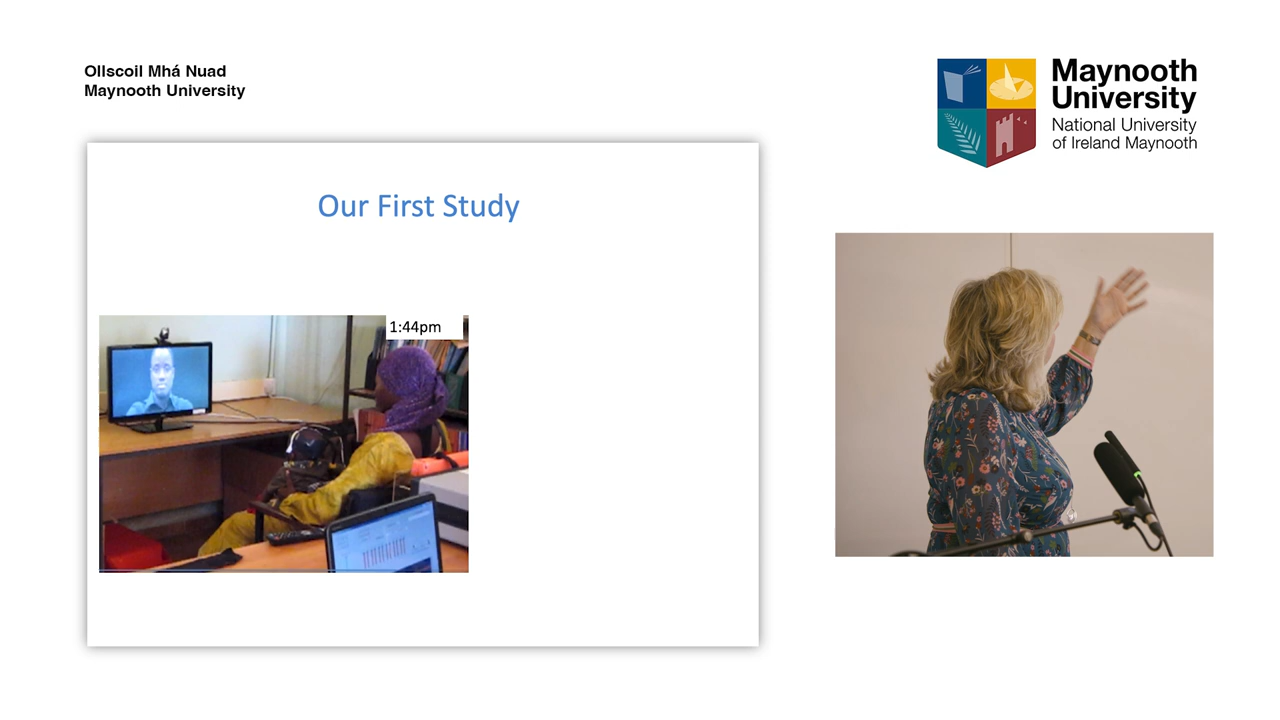 Ollscoil Mhá Nuad
Maynooth University
Maynooth
University
National University
of Ireland Maynooth
Our First Study
1:44pm